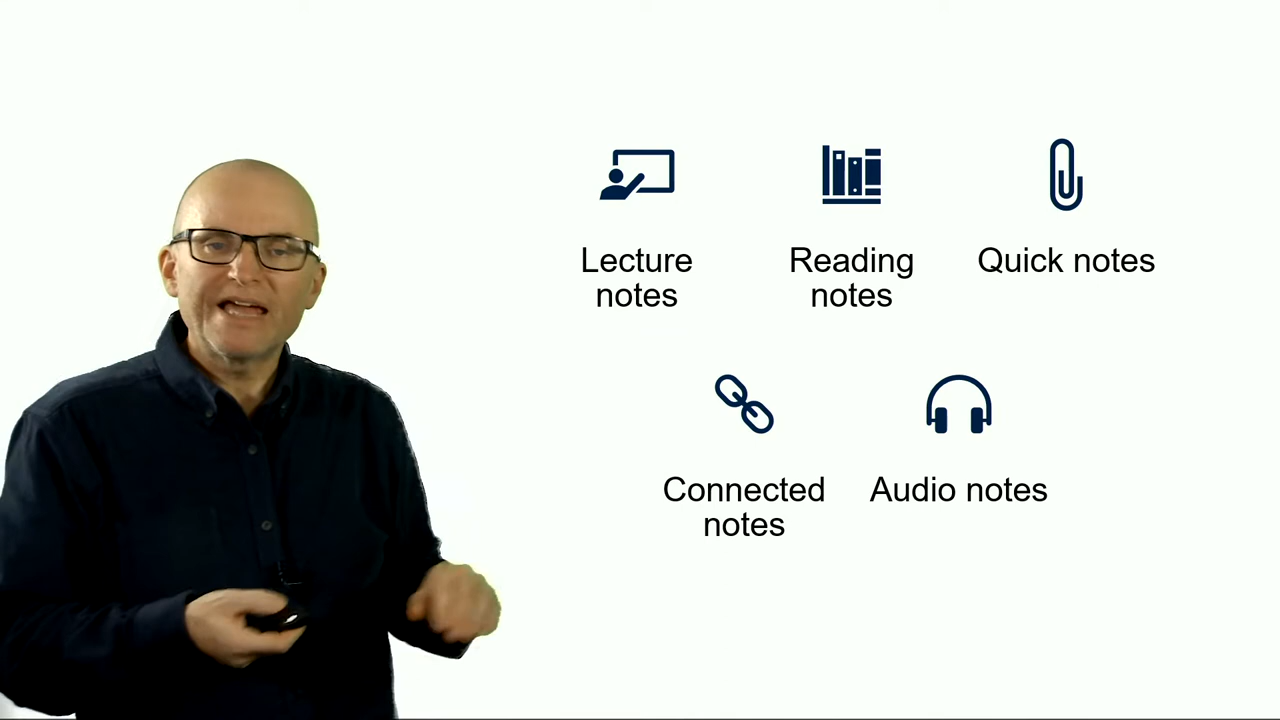 Lecture
notes
Reading
notes
Quick notes
Connected
notes
Audio notes